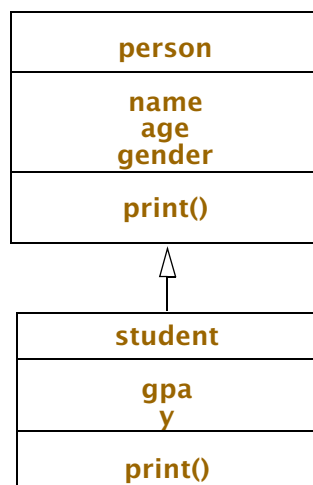 person
name
age
gender
print()
student
gpa
y
print()